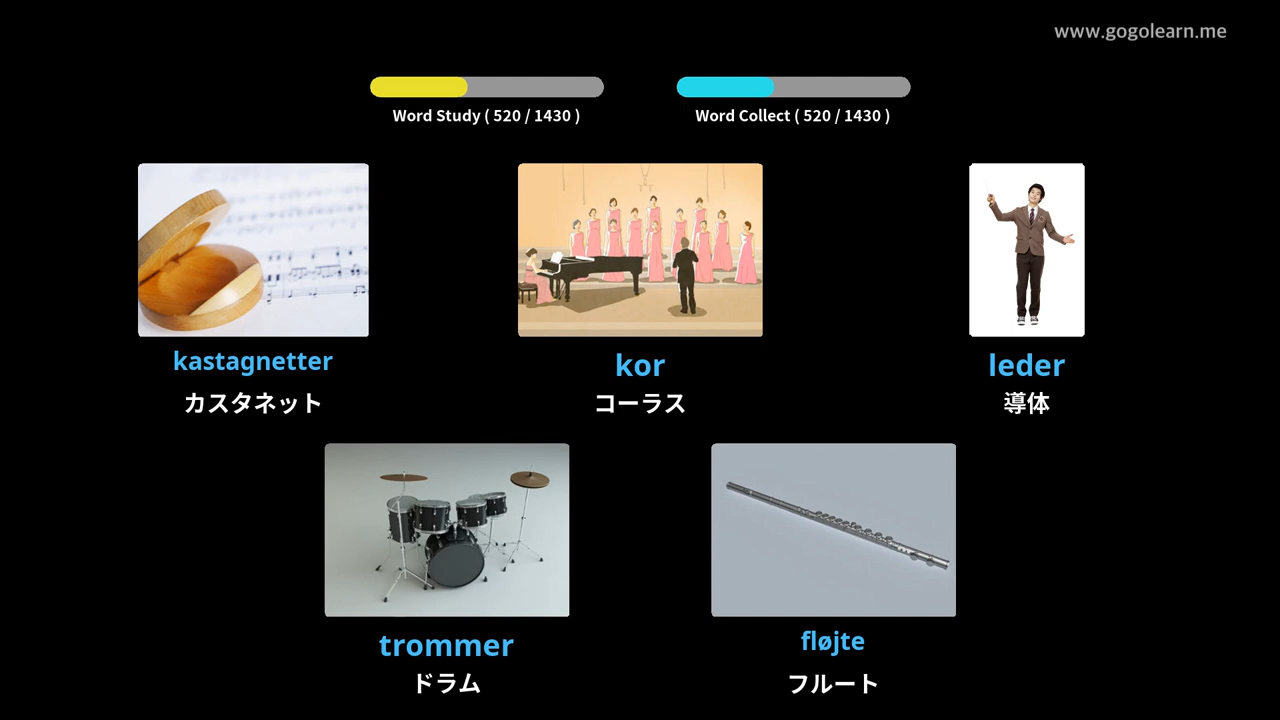 www.gogolearn.me
Word Study ( 520 / 1430 )
Word Collect ( 520 / 1430 )
kastagnetter
カスタネット
kor
コーラス
leder
導体
trommer
ドラム
fløjte
フルート